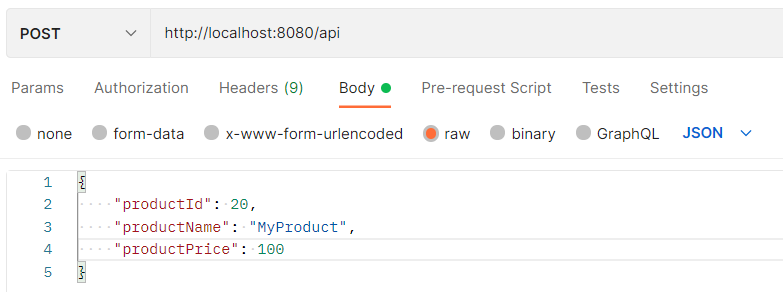 POST http://localhost:8080/api
Params Authorization Headers (9) Body Pre-request Script Tests Settings
none form-data x-www-form-urlencoded raw binary GraphQL JSON
1 {
2 ····"productId":·20,
3 ····"productName":·"MyProduct",
4 ····"productPrice":·100
5 }